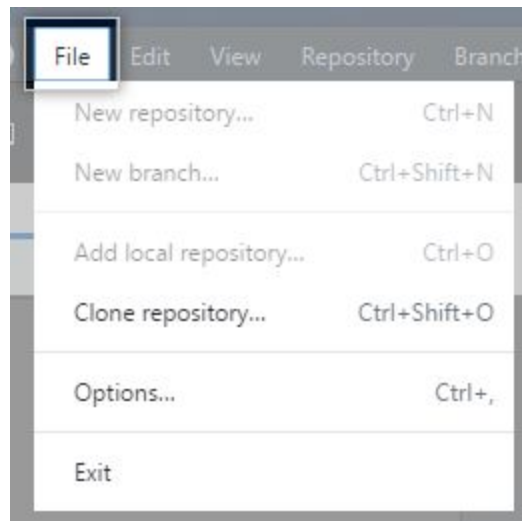 File Edit View Repository Branch
New repository... Ctrl+N
New branch... Ctrl+Shift+N
Add local repository... Ctrl+O
Clone repository... Ctrl+Shift+O
Options... Ctrl+,
Exit